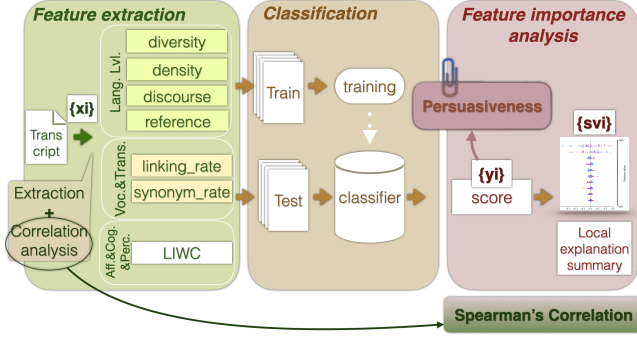 Feature extraction
Classification
Feature importance
analysis
Lang. Lvl.
diversity
density
discourse
reference
{xi}
Trans
cript
Voc.&Trans.
linking_rate
synonym_rate
Extraction
+
Correlation
analysis
Aff.&Cog.
&Perc.
LIWC
Train
training
Test
classifier
Persuasiveness
{yi}
score
{svi}
Local
explanation
summary
Spearman's Correlation